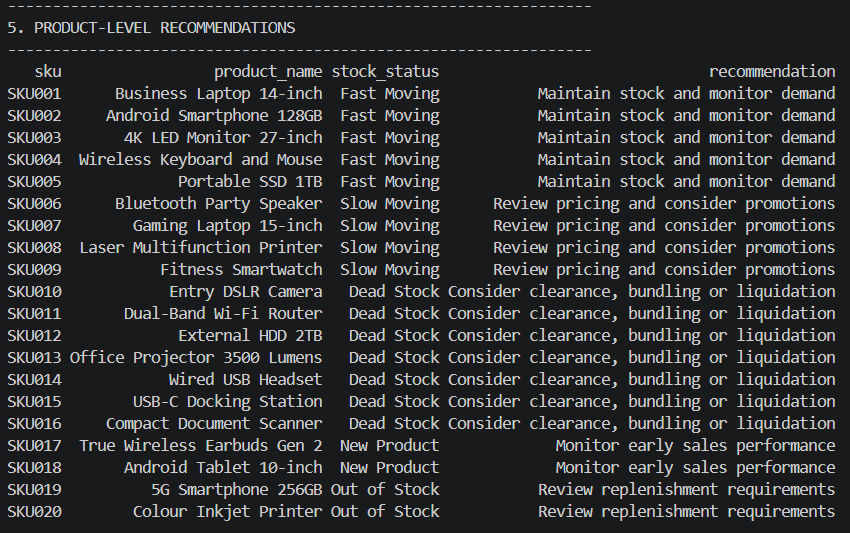 -----------------------------------------------------------------
5. PRODUCT-LEVEL RECOMMENDATIONS
-----------------------------------------------------------------
   sku                 product_name stock_status                              recommendation
SKU001      Business Laptop 14-inch  Fast Moving           Maintain stock and monitor demand
SKU002     Android Smartphone 128GB  Fast Moving           Maintain stock and monitor demand
SKU003       4K LED Monitor 27-inch  Fast Moving           Maintain stock and monitor demand
SKU004  Wireless Keyboard and Mouse  Fast Moving           Maintain stock and monitor demand
SKU005             Portable SSD 1TB  Fast Moving           Maintain stock and monitor demand
SKU006      Bluetooth Party Speaker  Slow Moving      Review pricing and consider promotions
SKU007        Gaming Laptop 15-inch  Slow Moving      Review pricing and consider promotions
SKU008  Laser Multifunction Printer  Slow Moving      Review pricing and consider promotions
SKU009           Fitness Smartwatch  Slow Moving      Review pricing and consider promotions
SKU010            Entry DSLR Camera   Dead Stock Consider clearance, bundling or liquidation
SKU011       Dual-Band Wi-Fi Router   Dead Stock Consider clearance, bundling or liquidation
SKU012             External HDD 2TB   Dead Stock Consider clearance, bundling or liquidation
SKU013 Office Projector 3500 Lumens   Dead Stock Consider clearance, bundling or liquidation
SKU014            Wired USB Headset   Dead Stock Consider clearance, bundling or liquidation
SKU015        USB-C Docking Station   Dead Stock Consider clearance, bundling or liquidation
SKU016     Compact Document Scanner   Dead Stock Consider clearance, bundling or liquidation
SKU017  True Wireless Earbuds Gen 2  New Product             Monitor early sales performance
SKU018       Android Tablet 10-inch  New Product             Monitor early sales performance
SKU019          5G Smartphone 256GB Out of Stock           Review replenishment requirements
SKU020        Colour Inkjet Printer Out of Stock           Review replenishment requirements